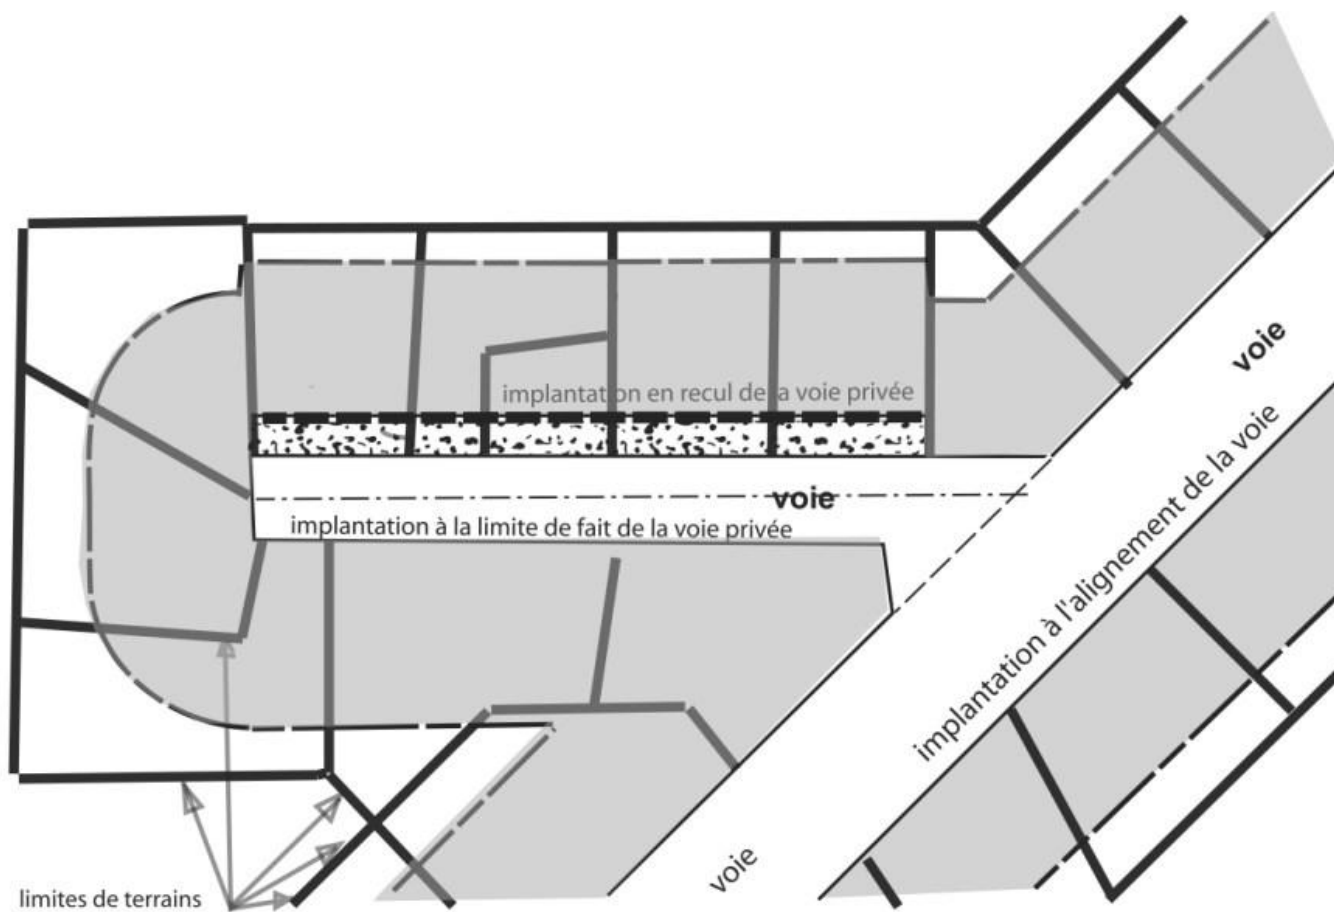 voie
implantation en recul de la voie privée
voie
implantation à la limite de fait de la voie privée
implantation à l'alignement de la voie
voie
limites de terrains